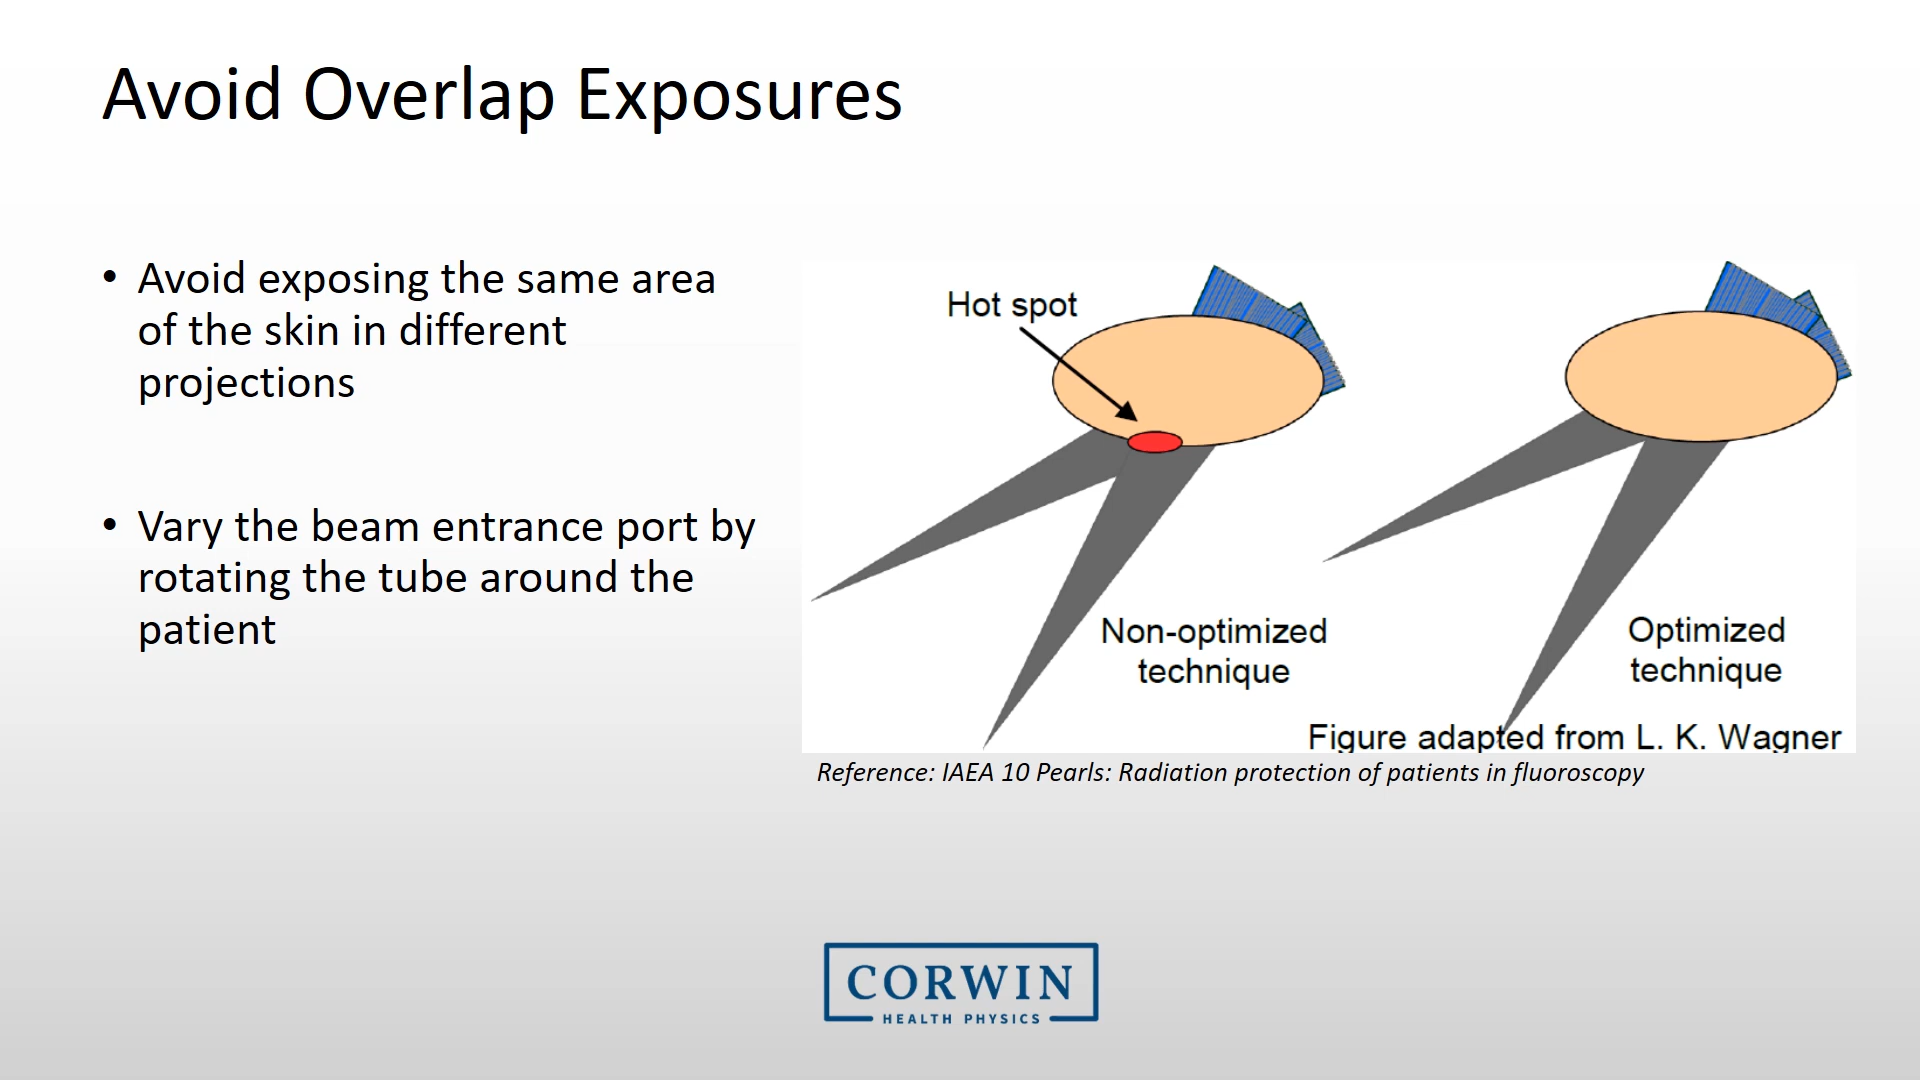 Avoid Overlap Exposures
• Avoid exposing the same area
of the skin in different
projections
• Vary the beam entrance port by
rotating the tube around the
patient
Hot spot
Non-optimized
technique
Optimized
technique
Figure adapted from L. K. Wagner
Reference: IAEA 10 Pearls: Radiation protection of patients in fluoroscopy
CORWIN
HEALTH PHYSICS